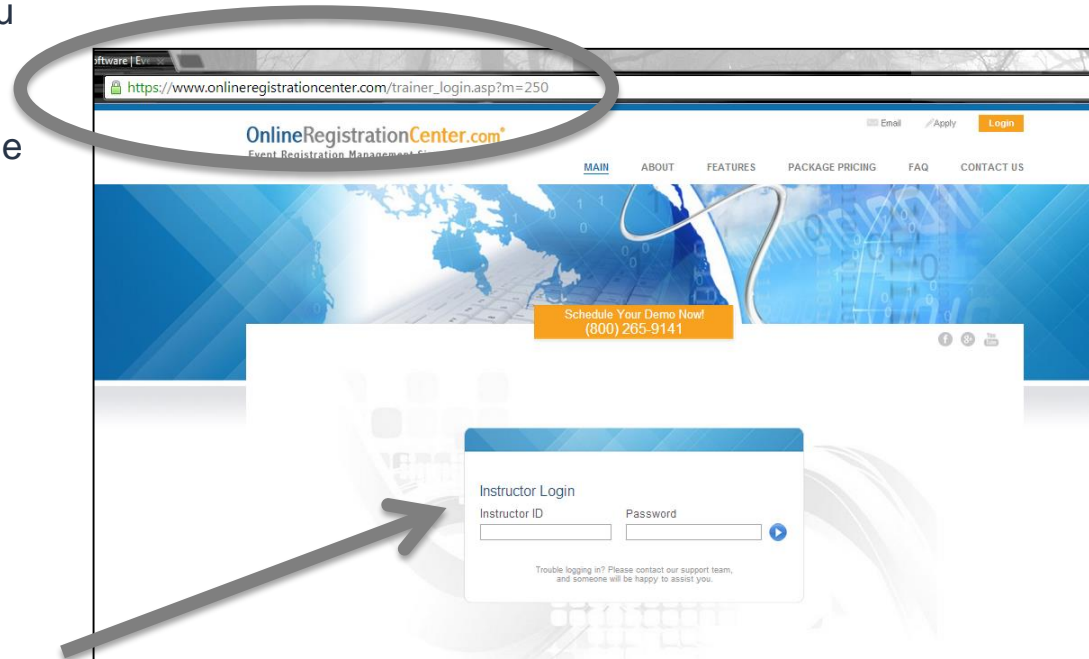 u
e
oftware | Eve
https://www.onlineregistrationcenter.com/trainer_login.asp?m=250
OnlineRegistrationCenter.com
Event Registration Management
Email Apply Login
MAIN ABOUT FEATURES PACKAGE PRICING FAQ CONTACT US
Schedule Your Demo Now!
(800) 265-9141
Instructor Login
Instructor ID Password
Trouble logging in? Please contact our support team,
and someone will be happy to assist you.